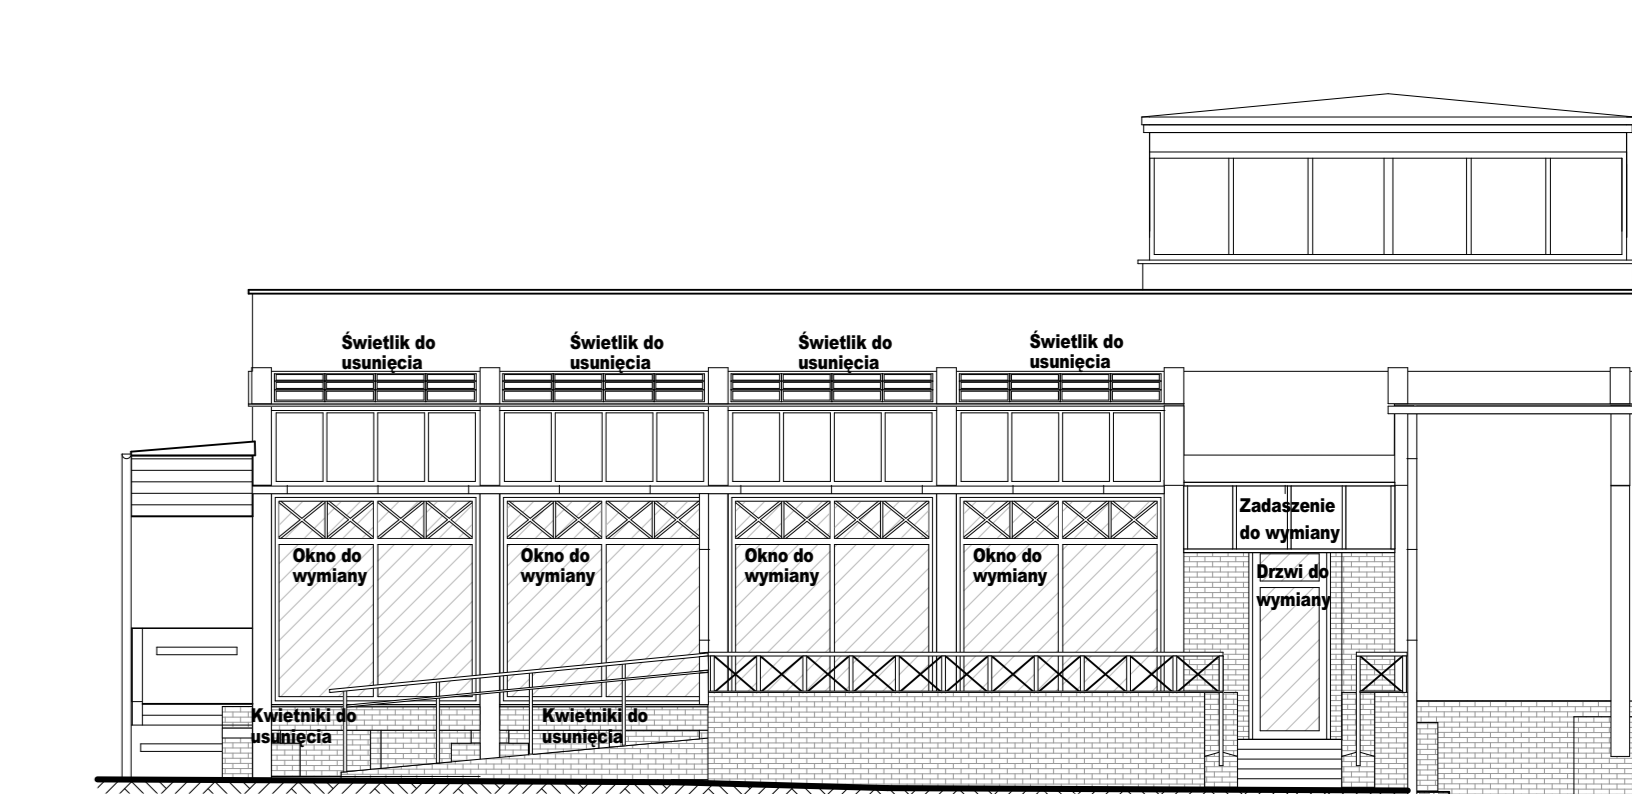 Świetlik do
usunięcia
Świetlik do
usunięcia
Świetlik do
usunięcia
Świetlik do
usunięcia
Zadaszenie
do wymiany
Okno do
wymiany
Okno do
wymiany
Okno do
wymiany
Okno do
wymiany
Drzwi do
wymiany
Kwietniki do
usunięcia
Kwietniki do
usunięcia